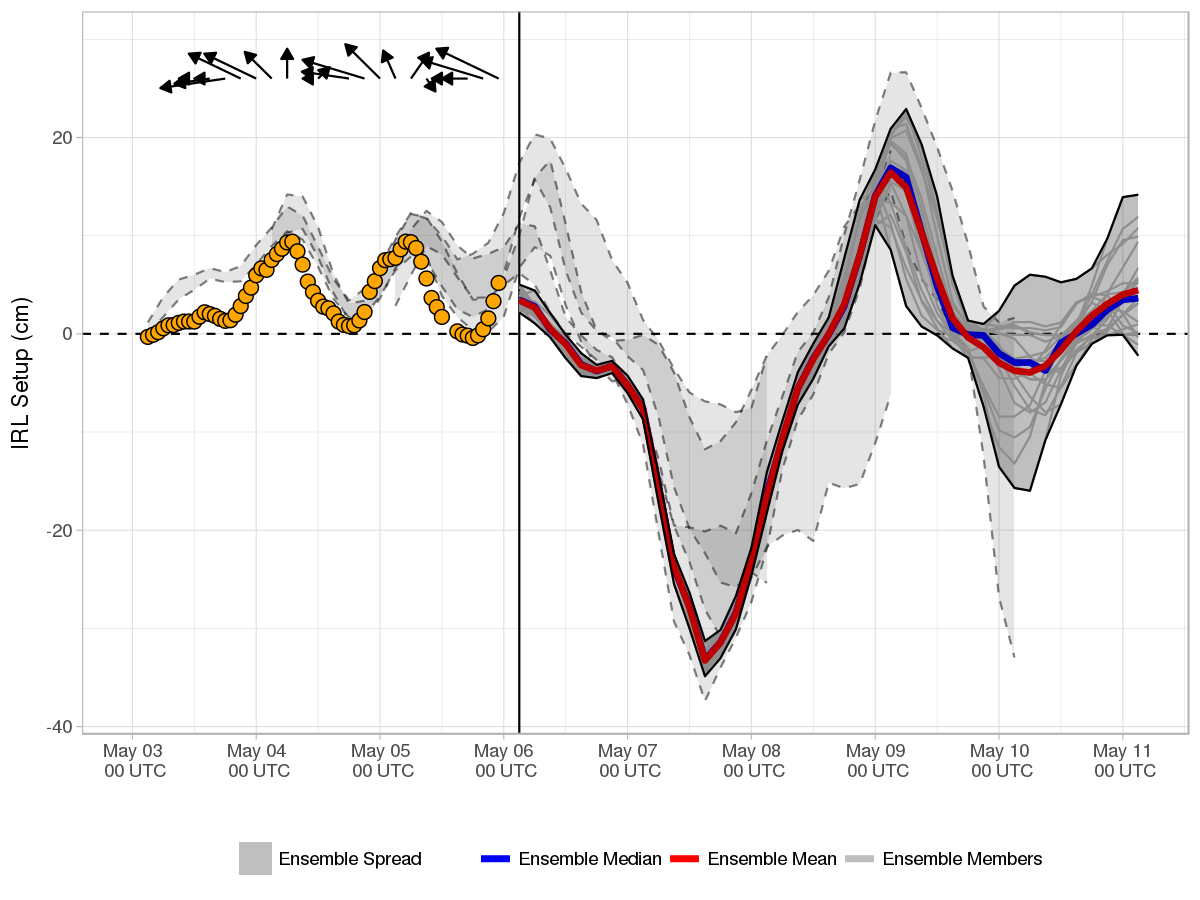 IRL Setup (cm)
20
0
-20
-40
May 03 May 04 May 05 May 06 May 07 May 08 May 09 May 10 May 11
00 UTC 00 UTC 00 UTC 00 UTC 00 UTC 00 UTC 00 UTC 00 UTC 00 UTC
Ensemble Spread Ensemble Median Ensemble Mean Ensemble Members